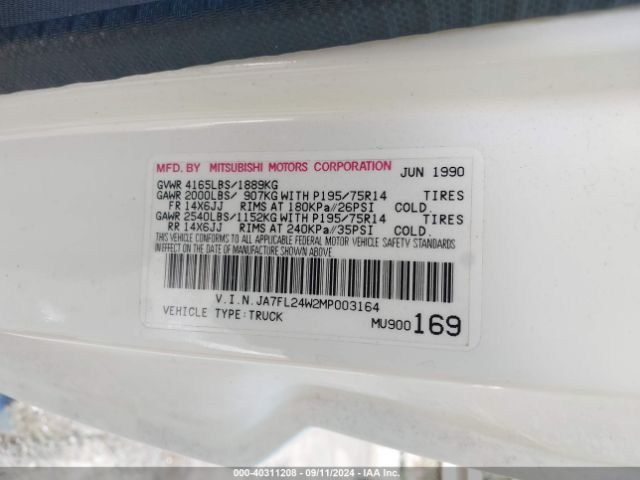 MFD. BY MITSUBISHI MOTORS CORPORATION JUN 1990
GVWR 4165LBS/1889KG
GAWR 2000LBS/ 907KG WITH P195/75R14 TIRES
FR 14X6JJ RIMS AT 180KPa//26PSI COLD.
GAWR 2540LBS/1152KG WITH P195/75R14 TIRES
RR 14X6JJ RIMS AT 240KPa//35PSI COLD.
THIS VEHICLE CONFORMS TO ALL APPLICABLE FEDERAL MOTOR VEHICLE SAFETY STANDARDS
IN EFFECT ON THE DATE OF MANUFACTURE SHOWN ABOVE.
V.I.N.JA7FL24W2MP003164
VEHICLE TYPE:TRUCK MU900169
000-40311208 - 09/11/2024 - IAA Inc.